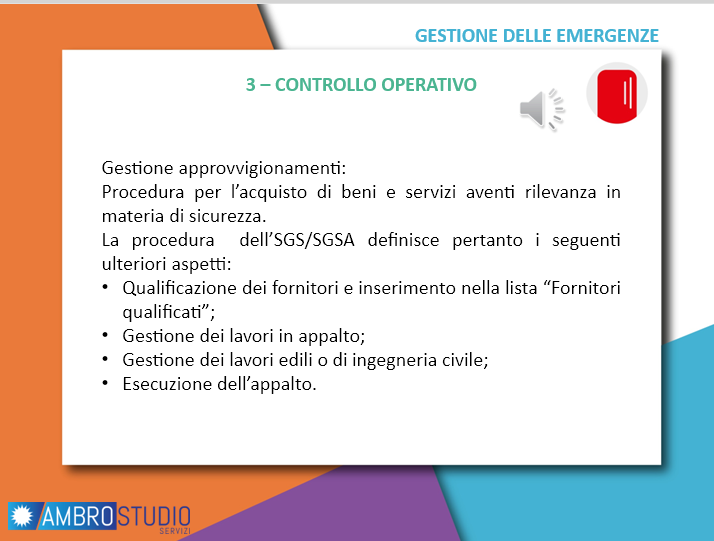 GESTIONE DELLE EMERGENZE
3 – CONTROLLO OPERATIVO
Gestione approvvigionamenti:
Procedura per l’acquisto di beni e servizi aventi rilevanza in
materia di sicurezza.
La procedura dell’SGS/SGSA definisce pertanto i seguenti
ulteriori aspetti:
• Qualificazione dei fornitori e inserimento nella lista “Fornitori
qualificati”;
• Gestione dei lavori in appalto;
• Gestione dei lavori edili o di ingegneria civile;
• Esecuzione dell’appalto.
AMBROSTUDIO
SERVIZI